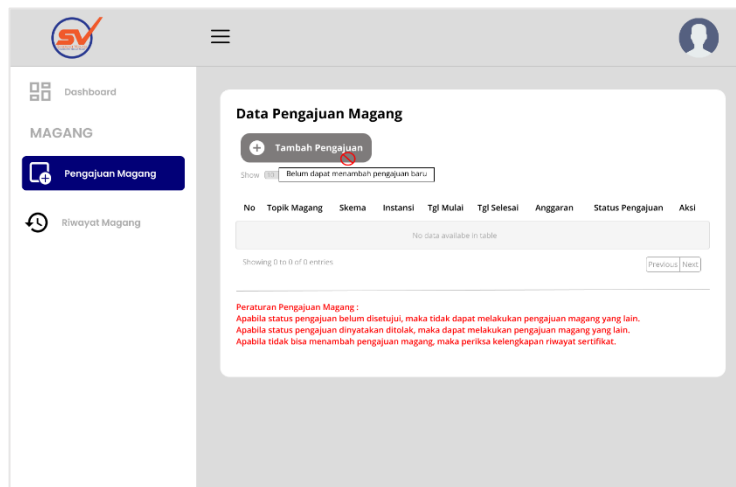 SV
Dashboard
MAGANG
Pengajuan Magang
Riwayat Magang
Data Pengajuan Magang
Tambah Pengajuan
Show 10
Belum dapat menambah pengajuan baru
No Topik Magang Skema Instansi Tgl Mulai Tgl Selesai Anggaran Status Pengajuan Aksi
No data availabe in table
Showing 0 to 0 of 0 entries
Previous Next
Peraturan Pengajuan Magang :
Apabila status pengajuan belum disetujui, maka tidak dapat melakukan pengajuan magang yang lain.
Apabila status pengajuan dinyatakan ditolak, maka dapat melakukan pengajuan magang yang lain.
Apabila tidak bisa menambah pengajuan magang, maka periksa kelengkapan riwayat sertifikat.